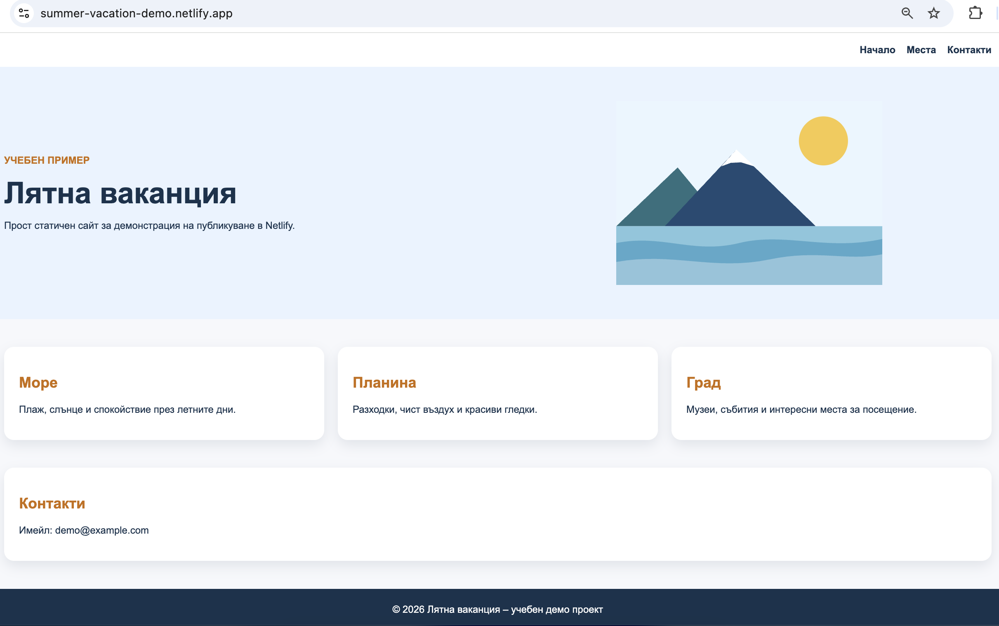 summer-vacation-demo.netlify.app
Начало Места Контакти
УЧЕБЕН ПРИМЕР
Лятна ваканция
Прост статичен сайт за демонстрация на публикуване в Netlify.
Море
Плаж, слънце и спокойствие през летните дни.
Планина
Разходки, чист въздух и красиви гледки.
Град
Музеи, събития и интересни места за посещение.
Контакти
Имейл: demo@example.com
© 2026 Лятна ваканция – учебен демо проект